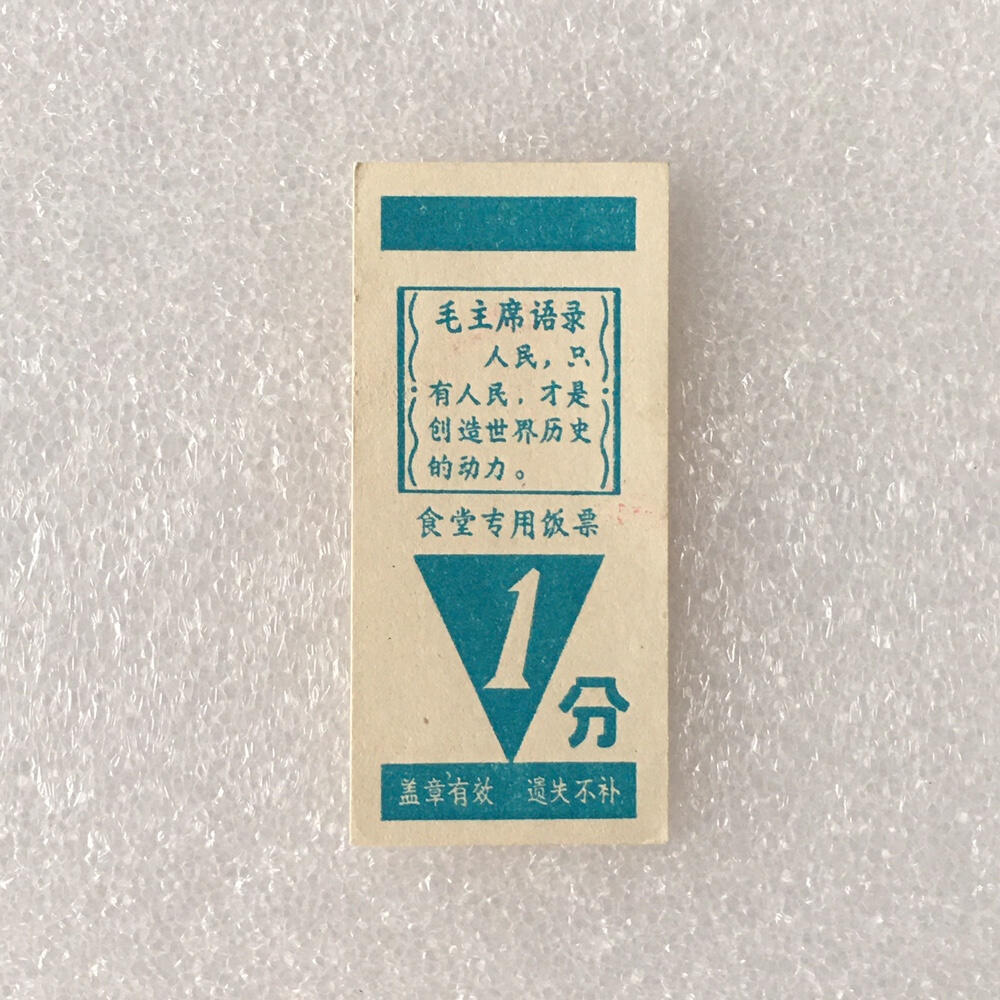 毛主席语录
人民，只
有人民，才是
创造世界历史
的动力。
食堂专用饭票
1
分
盖章有效 遗失不补